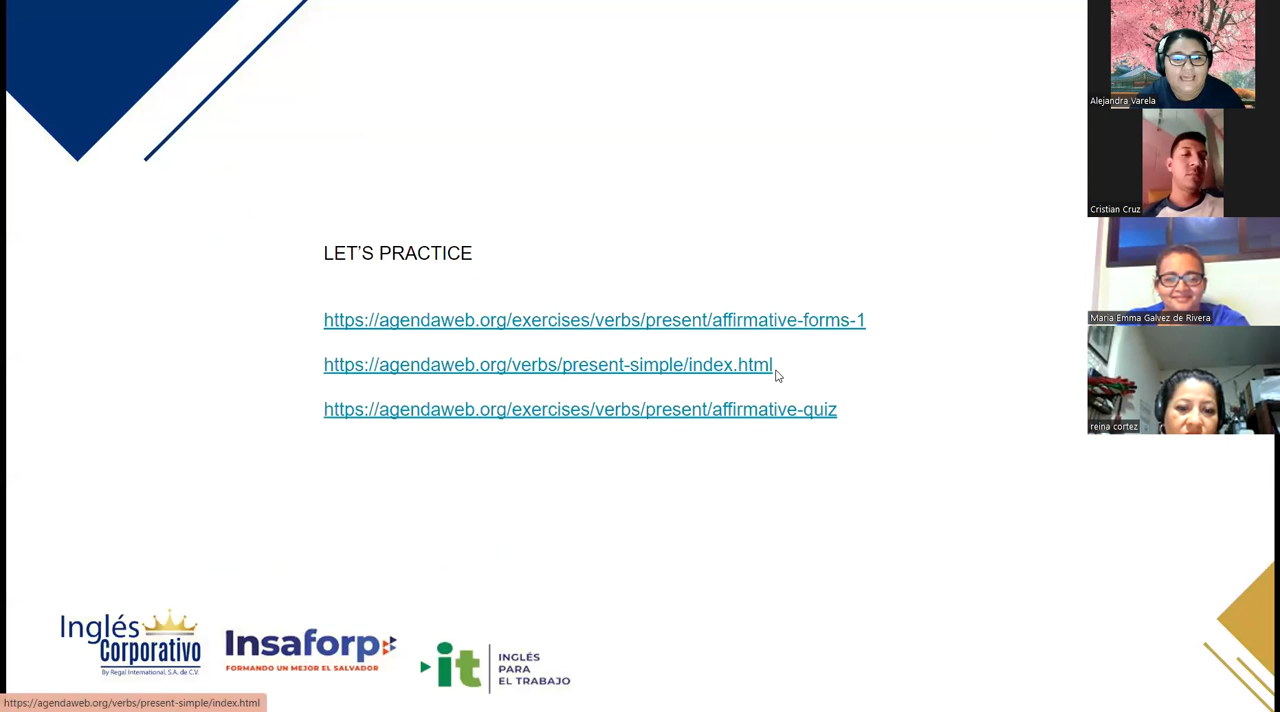 LET'S PRACTICE
https://agendaweb.org/exercises/verbs/present/affirmative-forms-1
https://agendaweb.org/verbs/present-simple/index.html
https://agendaweb.org/exercises/verbs/present/affirmative-quiz
Alejandra Varela
Cristian Cruz
Maria Emma Galvez de Rivera
reina cortez
Inglés
Corporativo
By Regal International, S.A. de C.V.
Insaforp
FORMANDO UN MEJOR EL SALVADOR
it
INGLÉS
PARA
EL TRABAJO
https://agendaweb.org/verbs/present-simple/index.html